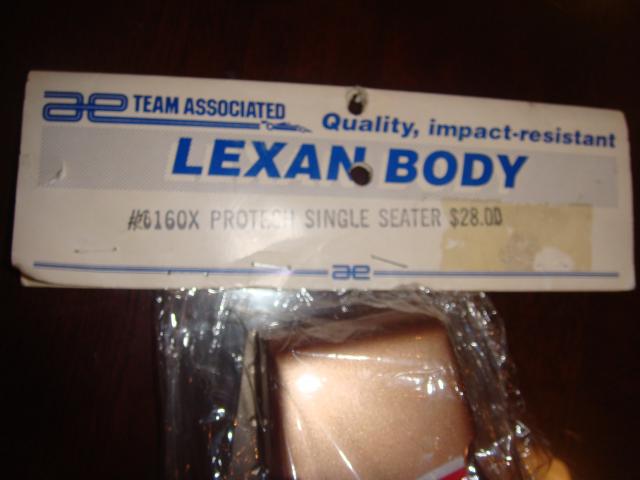 ae TEAM ASSOCIATED
Quality, impact-resistant
LEXAN BODY
#6160X PROTECH SINGLE SEATER $28.00
ae